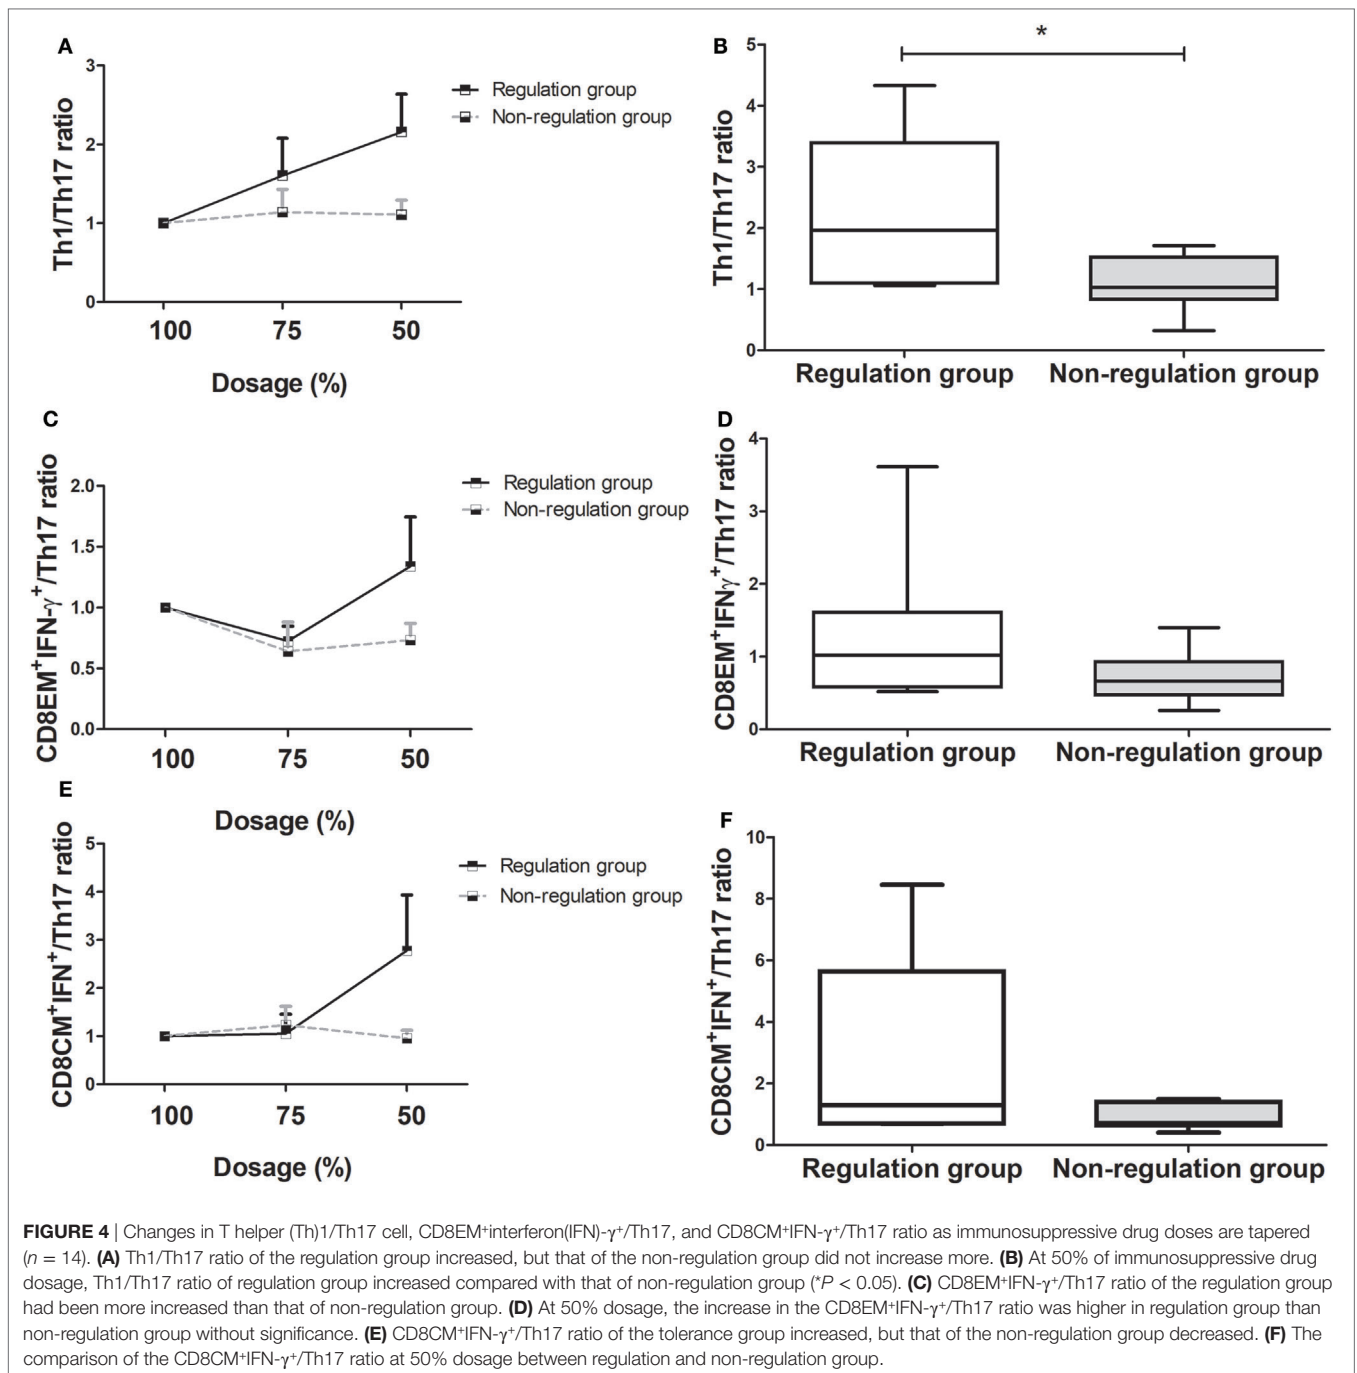 A
3
2
1
0
Th1/Th17 ratio
100 75 50
Dosage (%)
Regulation group
Non-regulation group
B
*
5
4
3
2
1
0
Th1/Th17 ratio
Regulation group Non-regulation group
C
2.0
1.5
1.0
0.5
0.0
CD8EM⁺IFN-γ⁺/Th17 ratio
100 75 50
Dosage (%)
Regulation group
Non-regulation group
D
4
3
2
1
0
CD8EM⁺IFNγ⁺/Th17 ratio
Regulation group Non-regulation group
E
5
4
3
2
1
0
CD8CM⁺IFN⁺/Th17 ratio
100 75 50
Dosage (%)
Regulation group
Non-regulation group
F
10
8
6
4
2
0
CD8CM⁺IFN⁺/Th17 ratio
Regulation group Non-regulation group
FIGURE 4 | Changes in T helper (Th)1/Th17 cell, CD8EM⁺interferon(IFN)-γ⁺/Th17, and CD8CM⁺IFN-γ⁺/Th17 ratio as immunosuppressive drug doses are tapered
(n = 14). (A) Th1/Th17 ratio of the regulation group increased, but that of the non-regulation group did not increase more. (B) At 50% of immunosuppressive drug
dosage, Th1/Th17 ratio of regulation group increased compared with that of non-regulation group (*P < 0.05). (C) CD8EM⁺IFN-γ⁺/Th17 ratio of the regulation group
had been more increased than that of non-regulation group. (D) At 50% dosage, the increase in the CD8EM⁺IFN-γ⁺/Th17 ratio was higher in regulation group than
non-regulation group without significance. (E) CD8CM⁺IFN-γ⁺/Th17 ratio of the tolerance group increased, but that of the non-regulation group decreased. (F) The
comparison of the CD8CM⁺IFN-γ⁺/Th17 ratio at 50% dosage between regulation and non-regulation group.